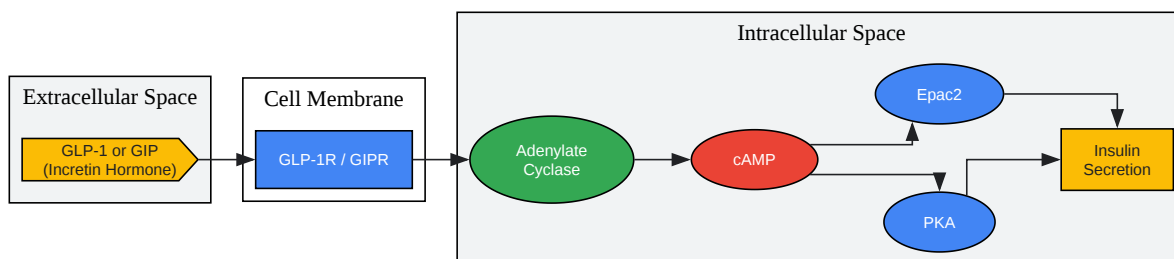 Intracellular Space
Extracellular Space
Cell Membrane
GLP-1 or GIP
(Incretin Hormone)
GLP-1R / GIPR
Adenylate
Cyclase
cAMP
Epac2
PKA
Insulin
Secretion